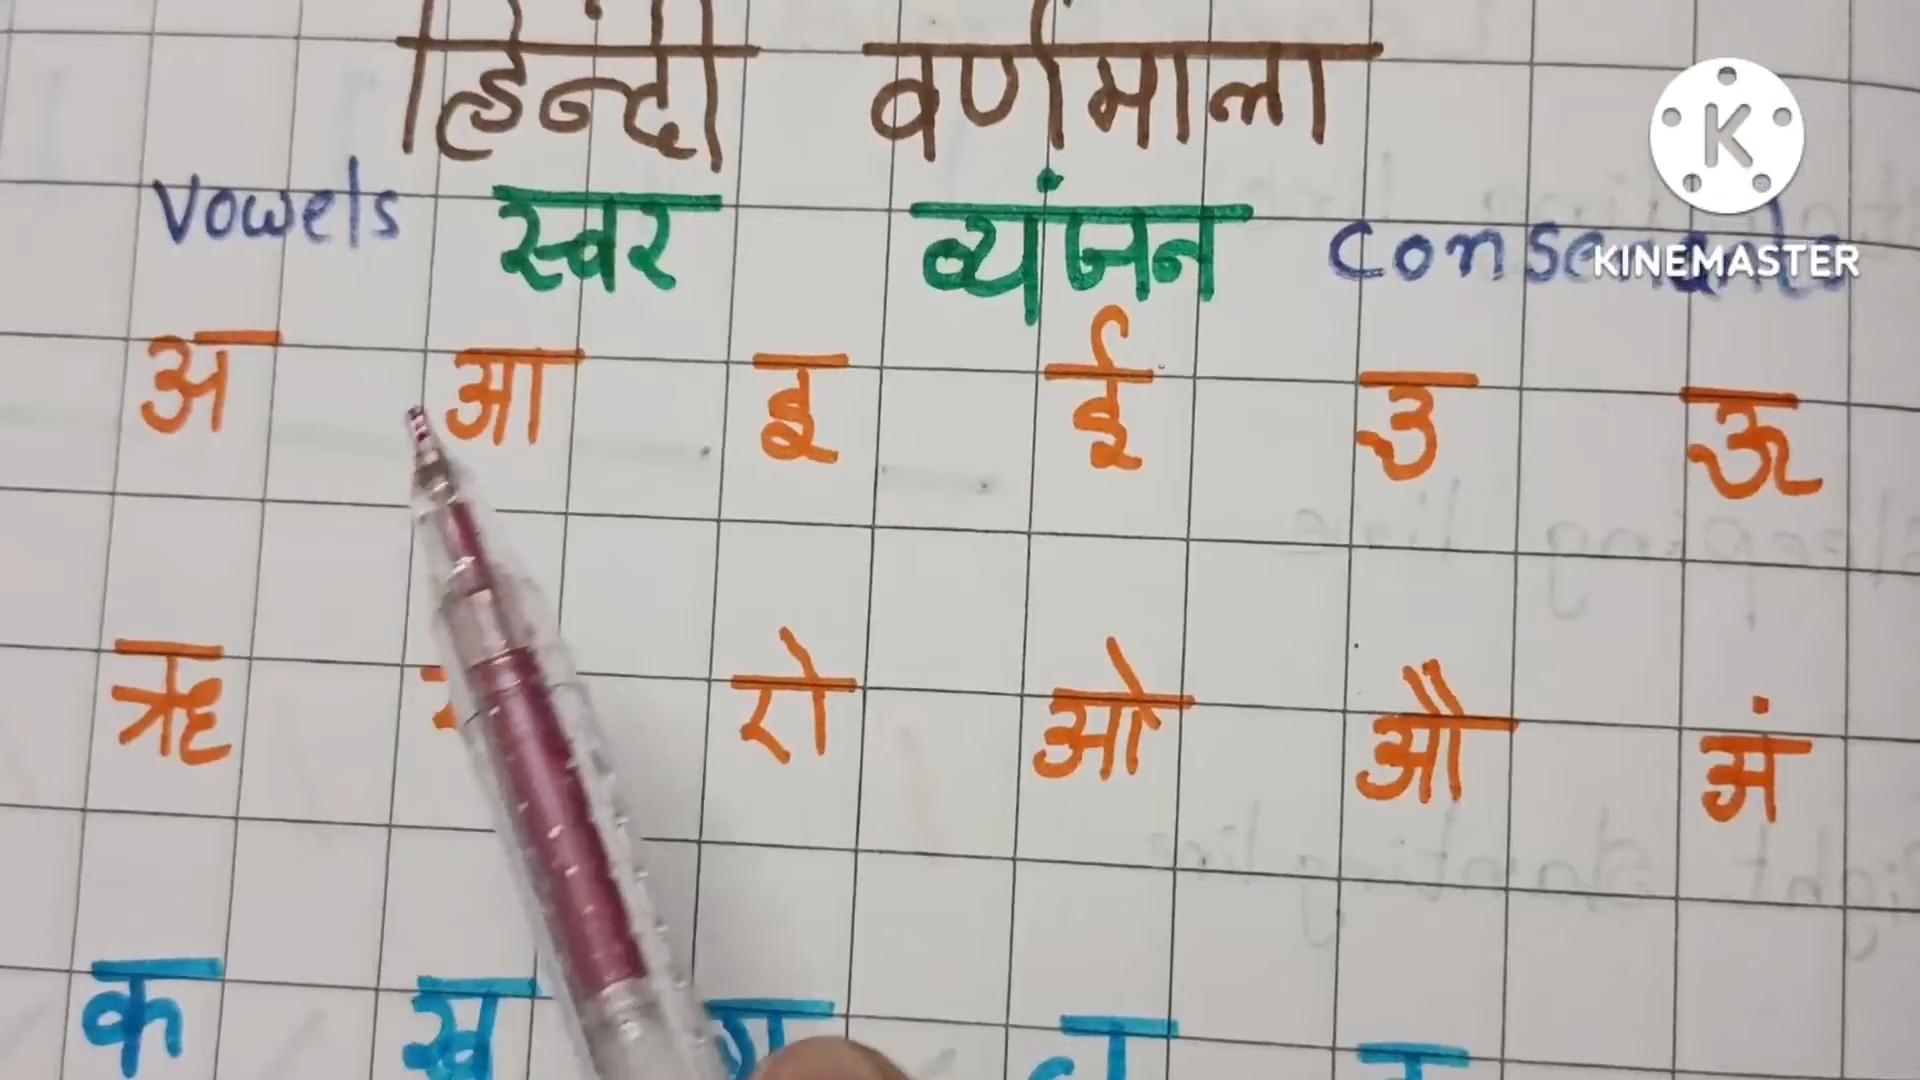 हिन्दी वर्णमाला
K
KINEMASTER
Vowels स्वर व्यंजन
अ आ इ ई उ ऊ
ऋ ऐ ओ औ अं
क ख